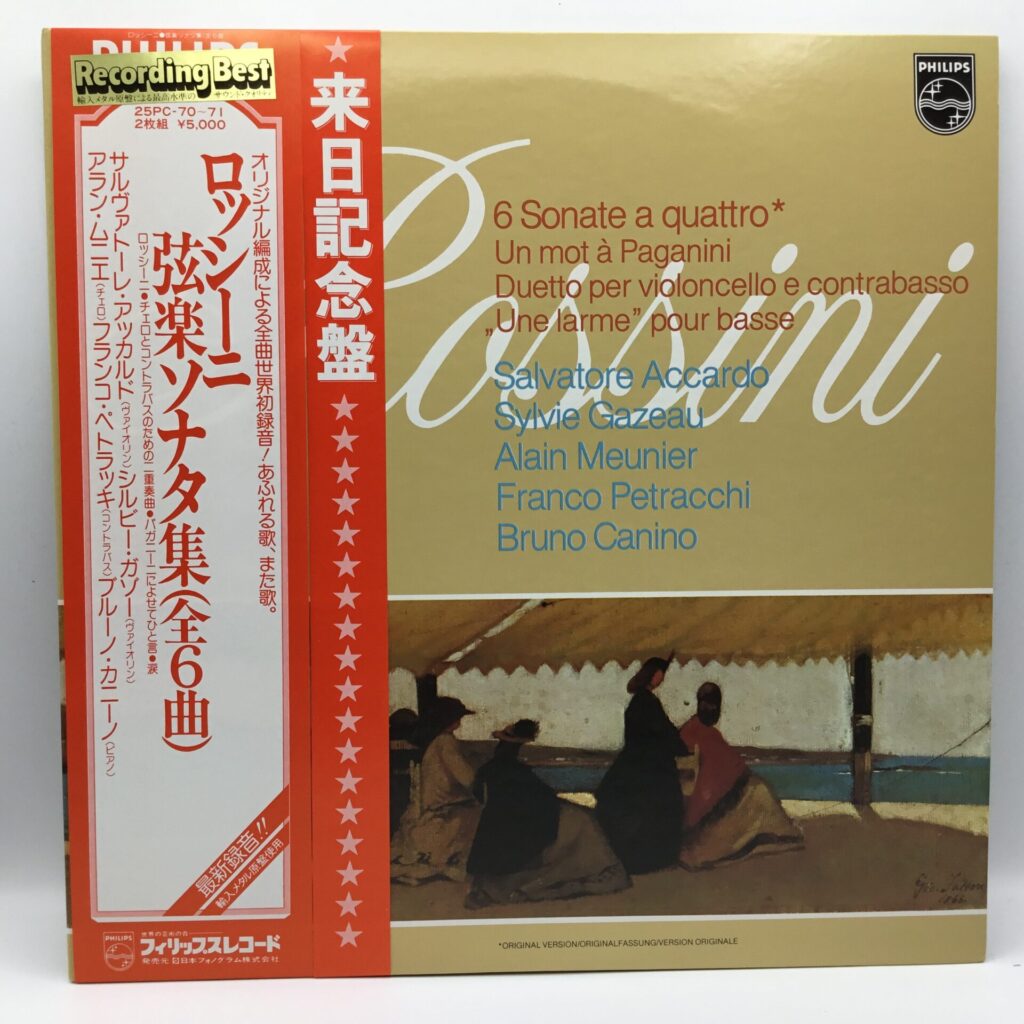 PHILIPS
Recording Best
輸入メタル原盤による最高水準のサウンド・クオリティ
25PC-70~71
2枚組 ¥5,000
オリジナル編成による全曲世界初録音!あふれる歌、また歌。
ロッシーニ
弦楽ソナタ集(全6曲)
ロッシーニ●チェロとコントラバスのための二重奏曲●パガニーニによせてひと言●涙
サルヴァトーレ・アッカルド(ヴァイオリン)シルビー・ガゾー(ヴァイオリン)
アラン・ムニエ(チェロ)フランコ・ペトラッキ(コントラバス)ブルーノ・カニーノ(ピアノ)
最新録音!!
輸入メタル原盤使用
PHILIPS
世界の芸術の会
フィリップスレコード
発売元 日本フォノグラム株式会社
来日記念盤
PHILIPS
Rossini
6 Sonate a quattro*
Un mot à Paganini
Duetto per violoncello e contrabasso
„Une larme” pour basse
Salvatore Accardo
Sylvie Gazeau
Alain Meunier
Franco Petracchi
Bruno Canino
*ORIGINAL VERSION/ORIGINALFASSUNG/VERSION ORIGINALE